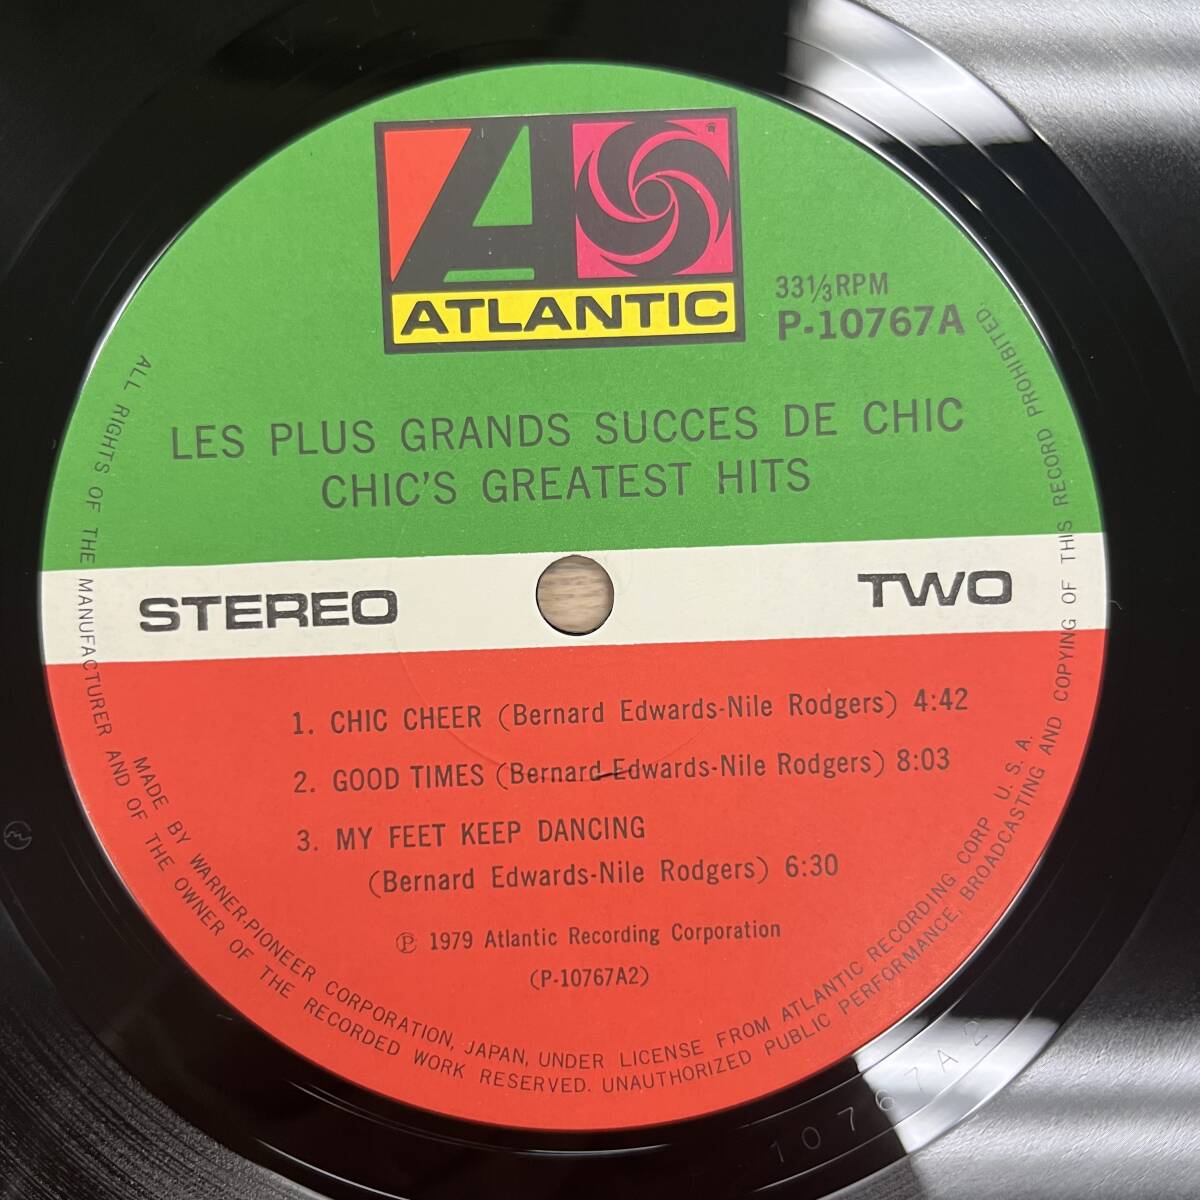 ATLANTIC
33⅓RPM
P-10767A
LES PLUS GRANDS SUCCES DE CHIC
CHIC'S GREATEST HITS
STEREO
TWO
1. CHIC CHEER (Bernard Edwards-Nile Rodgers) 4:42
2. GOOD TIMES (Bernard Edwards-Nile Rodgers) 8:03
3. MY FEET KEEP DANCING
(Bernard Edwards-Nile Rodgers) 6:30
Ⓟ 1979 Atlantic Recording Corporation
(P-10767A2)
MADE BY WARNER-PIONEER CORPORATION, JAPAN, UNDER LICENSE FROM ATLANTIC RECORDING CORP U. S. A.
ALL RIGHTS OF THE MANUFACTURER AND OF THE OWNER OF THE RECORDED WORK RESERVED. UNAUTHORIZED PUBLIC PERFORMANCE, BROADCASTING AND COPYING OF THIS RECORD PROHIBITED.
10767A2